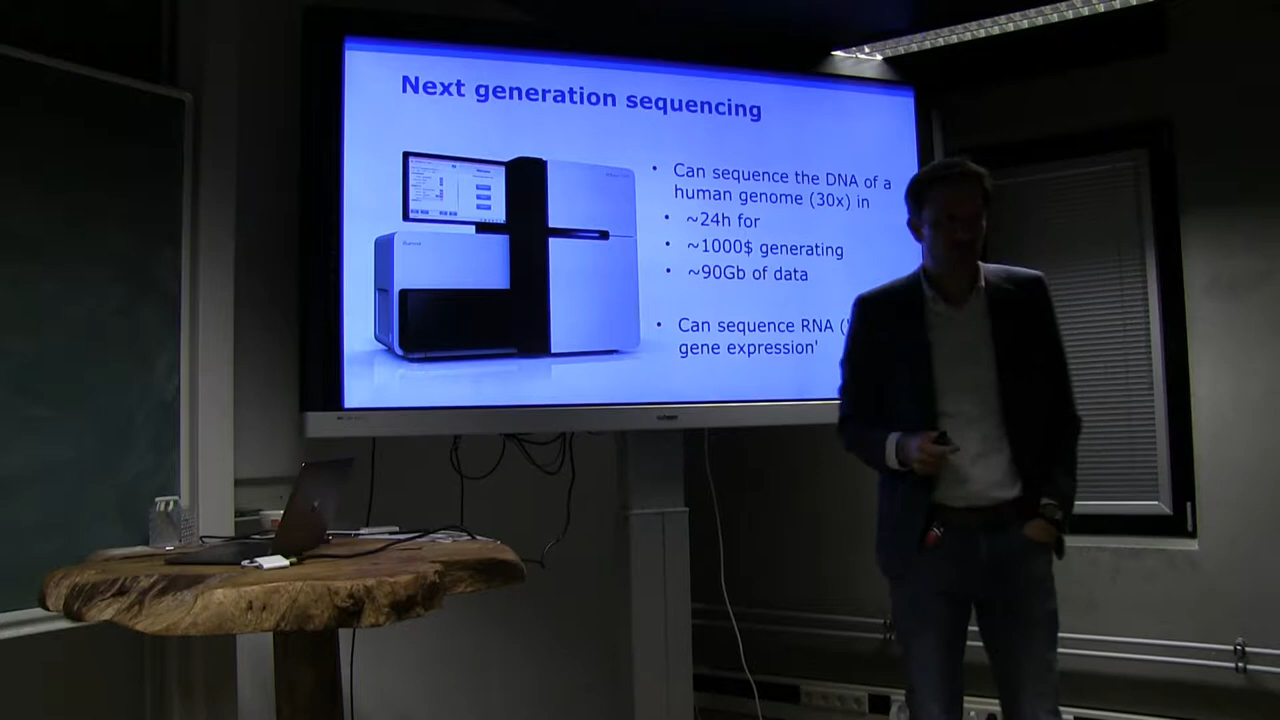 Next generation sequencing
• Can sequence the DNA of a
human genome (30x) in
• ~24h for
• ~1000$ generating
• ~90Gb of data
• Can sequence RNA ('
gene expression'